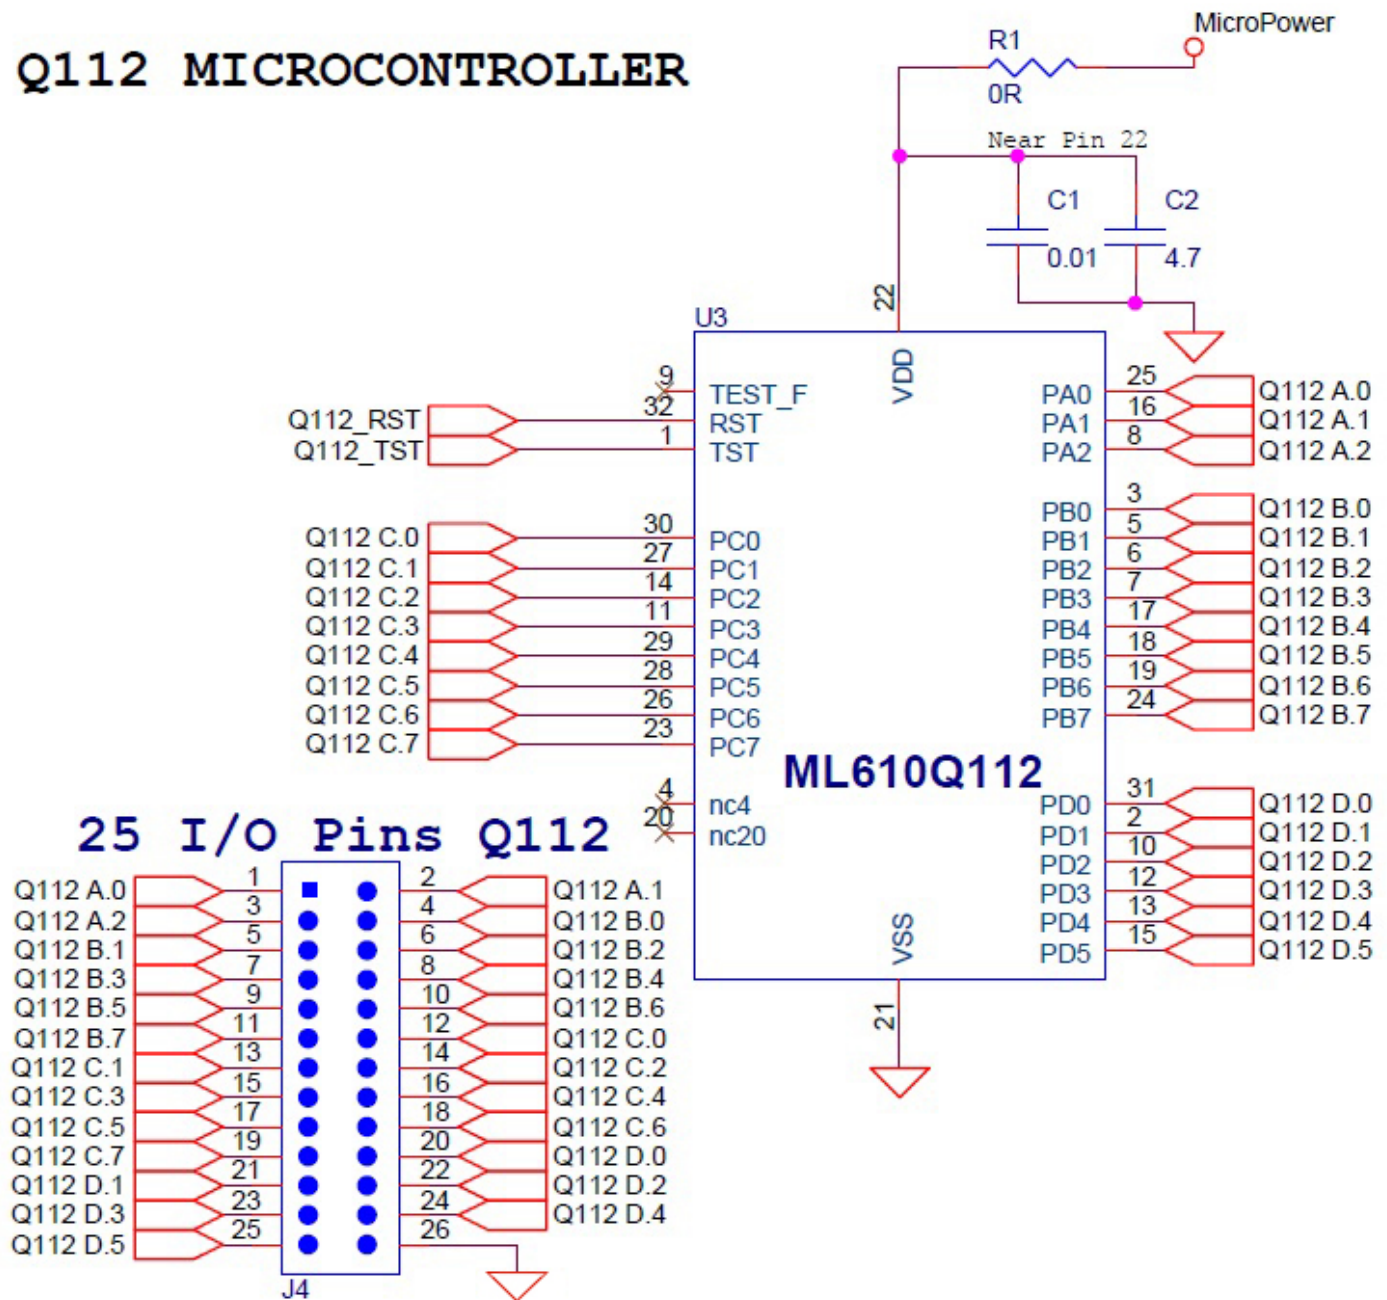 MicroPower
Q112 MICROCONTROLLER
R1
0R
Near Pin 22
C1
C2
0.01
4.7
22
U3
VDD
9
TEST_F
Q112_RST
32
RST
Q112_TST
1
TST
PA0
25
Q112 A.0
PA1
16
Q112 A.1
PA2
8
Q112 A.2
PB0
3
Q112 B.0
PB1
5
Q112 B.1
PB2
6
Q112 B.2
PB3
7
Q112 B.3
PB4
17
Q112 B.4
PB5
18
Q112 B.5
PB6
19
Q112 B.6
PB7
24
Q112 B.7
Q112 C.0
30
PC0
Q112 C.1
27
PC1
Q112 C.2
14
PC2
Q112 C.3
11
PC3
Q112 C.4
29
PC4
Q112 C.5
28
PC5
Q112 C.6
26
PC6
Q112 C.7
23
PC7
ML610Q112
4
nc4
20
nc20
PD0
31
Q112 D.0
PD1
2
Q112 D.1
PD2
10
Q112 D.2
PD3
12
Q112 D.3
PD4
13
Q112 D.4
PD5
15
Q112 D.5
VSS
21
25 I/O Pins Q112
Q112 A.0
1
2
Q112 A.1
Q112 A.2
3
4
Q112 B.0
Q112 B.1
5
6
Q112 B.2
Q112 B.3
7
8
Q112 B.4
Q112 B.5
9
10
Q112 B.6
Q112 B.7
11
12
Q112 C.0
Q112 C.1
13
14
Q112 C.2
Q112 C.3
15
16
Q112 C.4
Q112 C.5
17
18
Q112 C.6
Q112 C.7
19
20
Q112 D.0
Q112 D.1
21
22
Q112 D.2
Q112 D.3
23
24
Q112 D.4
Q112 D.5
25
26
J4